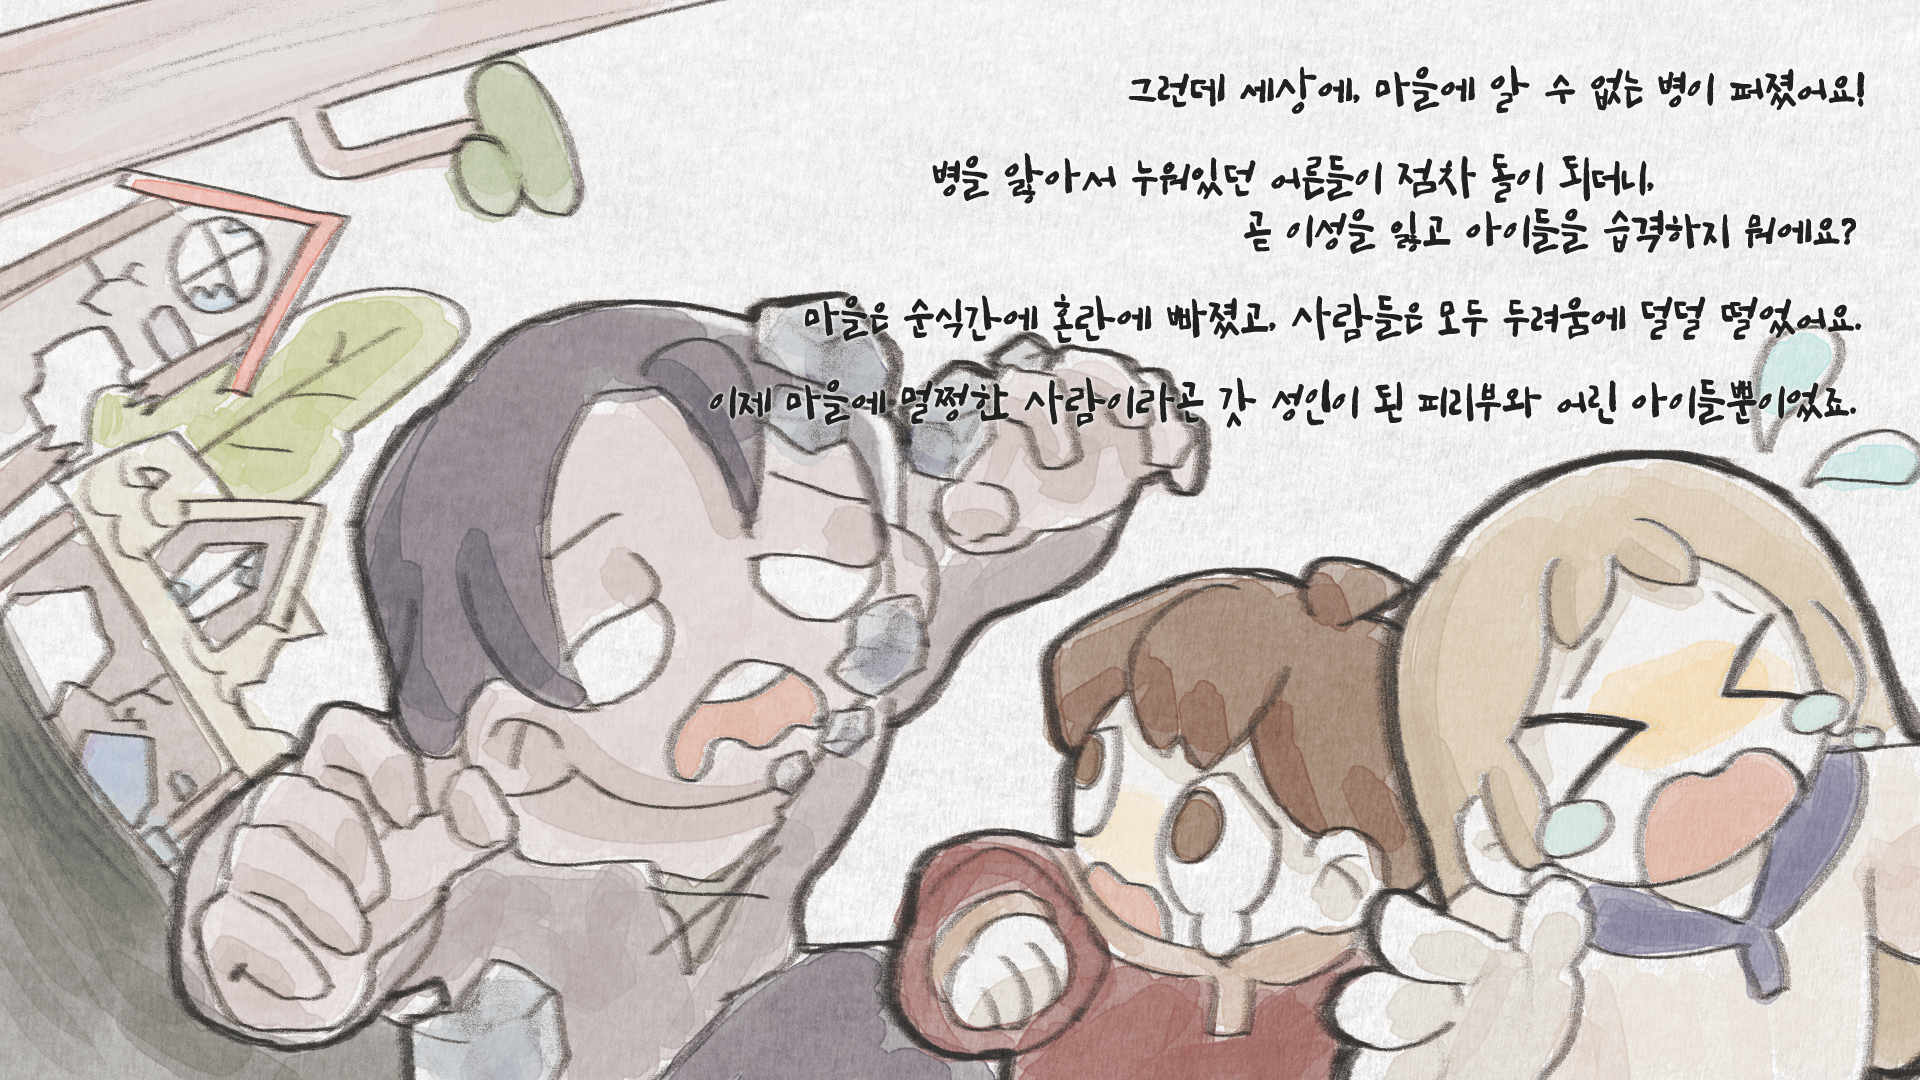 그런데 세상에, 마을에 알 수 없는 병이 퍼졌어요!
병을 앓아서 누워있던 어른들이 점차 돌이 되더니,
곧 이성을 잃고 아이들을 습격하지 뭐에요?
마을은 순식간에 혼란에 빠졌고, 사람들은 모두 두려움에 덜덜 떨었어요.
이제 마을에 멀쩡한 사람이라곤 갓 성인이 된 피리부와 어린 아이들뿐이었죠.